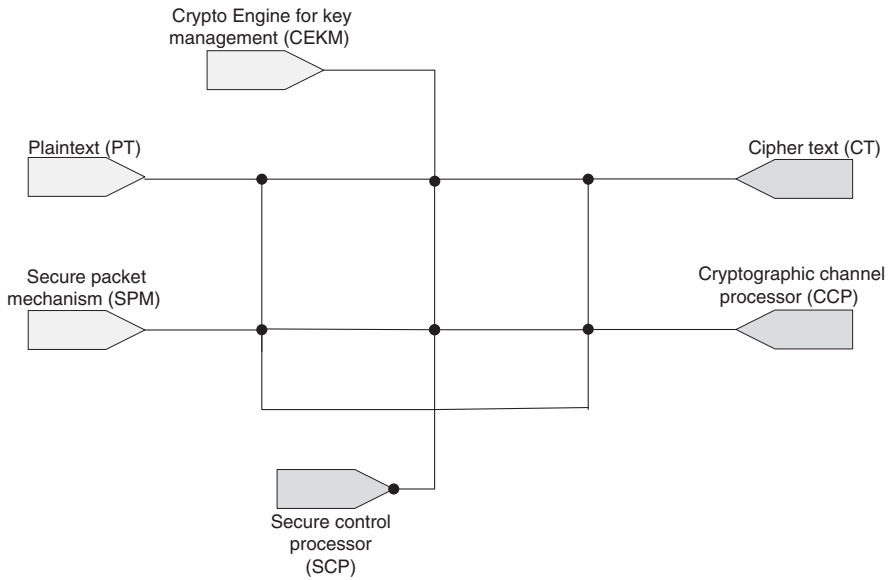 Crypto Engine for key
management (CEKM)
Plaintext (PT)
Cipher text (CT)
Secure packet
mechanism (SPM)
Cryptographic channel
processor (CCP)
Secure control
processor
(SCP)